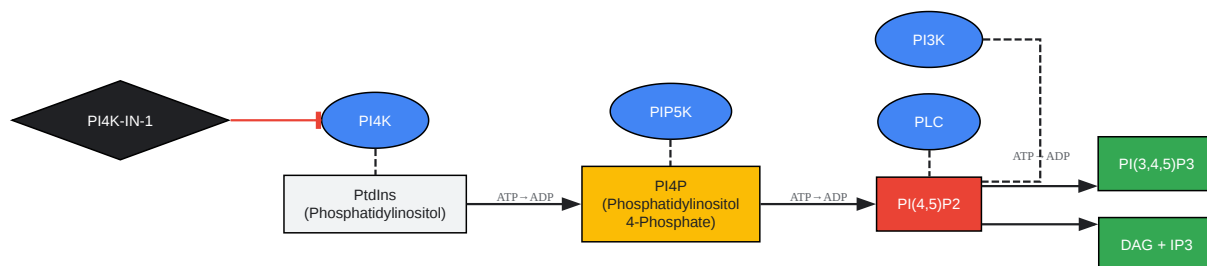 PI3K
PI4K-IN-1
PI4K
PIP5K
PLC
ATP→ADP
PI(3,4,5)P3
PtdIns
(Phosphatidylinositol)
ATP→ADP
PI4P
(Phosphatidylinositol
4-Phosphate)
ATP→ADP
PI(4,5)P2
DAG + IP3